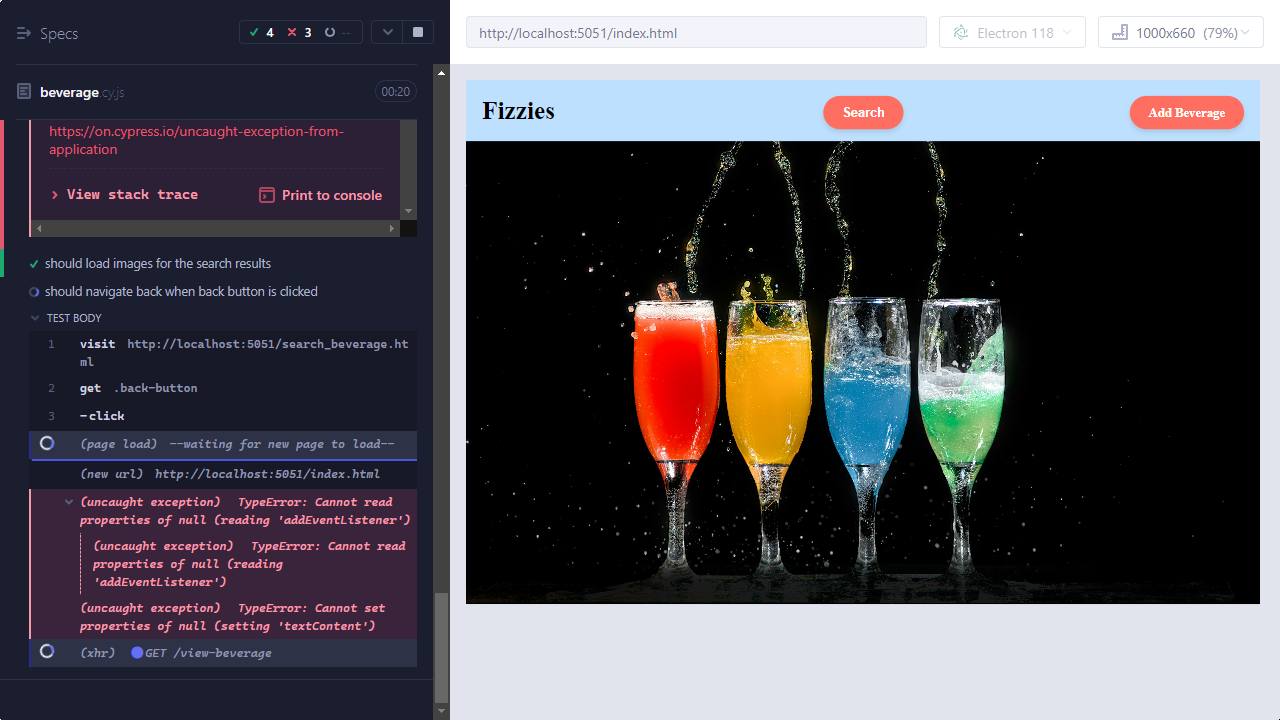 Specs
4 3 --
beverage.cy.js 00:20
https://on.cypress.io/uncaught-exception-from-
application
View stack trace Print to console
should load images for the search results
should navigate back when back button is clicked
TEST BODY
1 visit http://localhost:5051/search_beverage.ht
ml
2 get .back-button
3 -click
(page load) --waiting for new page to load--
(new url) http://localhost:5051/index.html
(uncaught exception) TypeError: Cannot read
properties of null (reading 'addEventListener')
(uncaught exception) TypeError: Cannot read
properties of null (reading
'addEventListener')
(uncaught exception) TypeError: Cannot set
properties of null (setting 'textContent')
(xhr) GET /view-beverage
http://localhost:5051/index.html
Electron 118
1000x660 (79%)
Fizzies Search Add Beverage